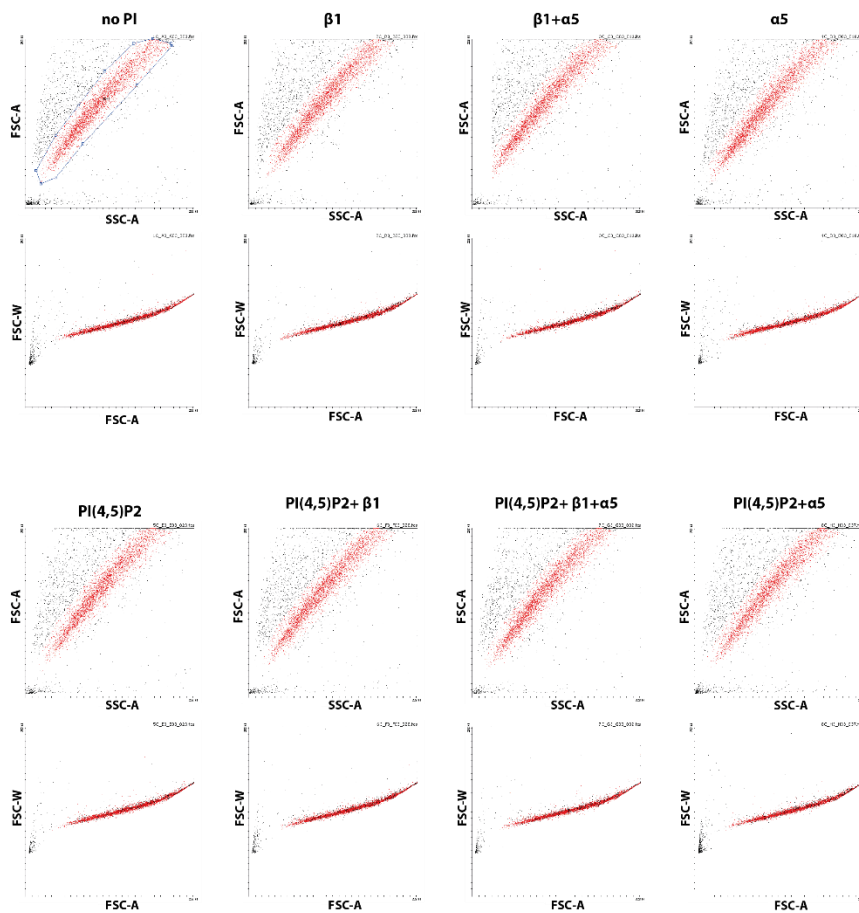 no PI
β1
β1+α5
α5
FSC-A
FSC-A
FSC-A
FSC-A
SSC-A
SSC-A
SSC-A
SSC-A
FSC-W
FSC-W
FSC-W
FSC-W
FSC-A
FSC-A
FSC-A
FSC-A
PI(4,5)P2
PI(4,5)P2+ β1
PI(4,5)P2+ β1+α5
PI(4,5)P2+α5
FSC-A
FSC-A
FSC-A
FSC-A
SSC-A
SSC-A
SSC-A
SSC-A
FSC-W
FSC-W
FSC-W
FSC-W
FSC-A
FSC-A
FSC-A
FSC-A